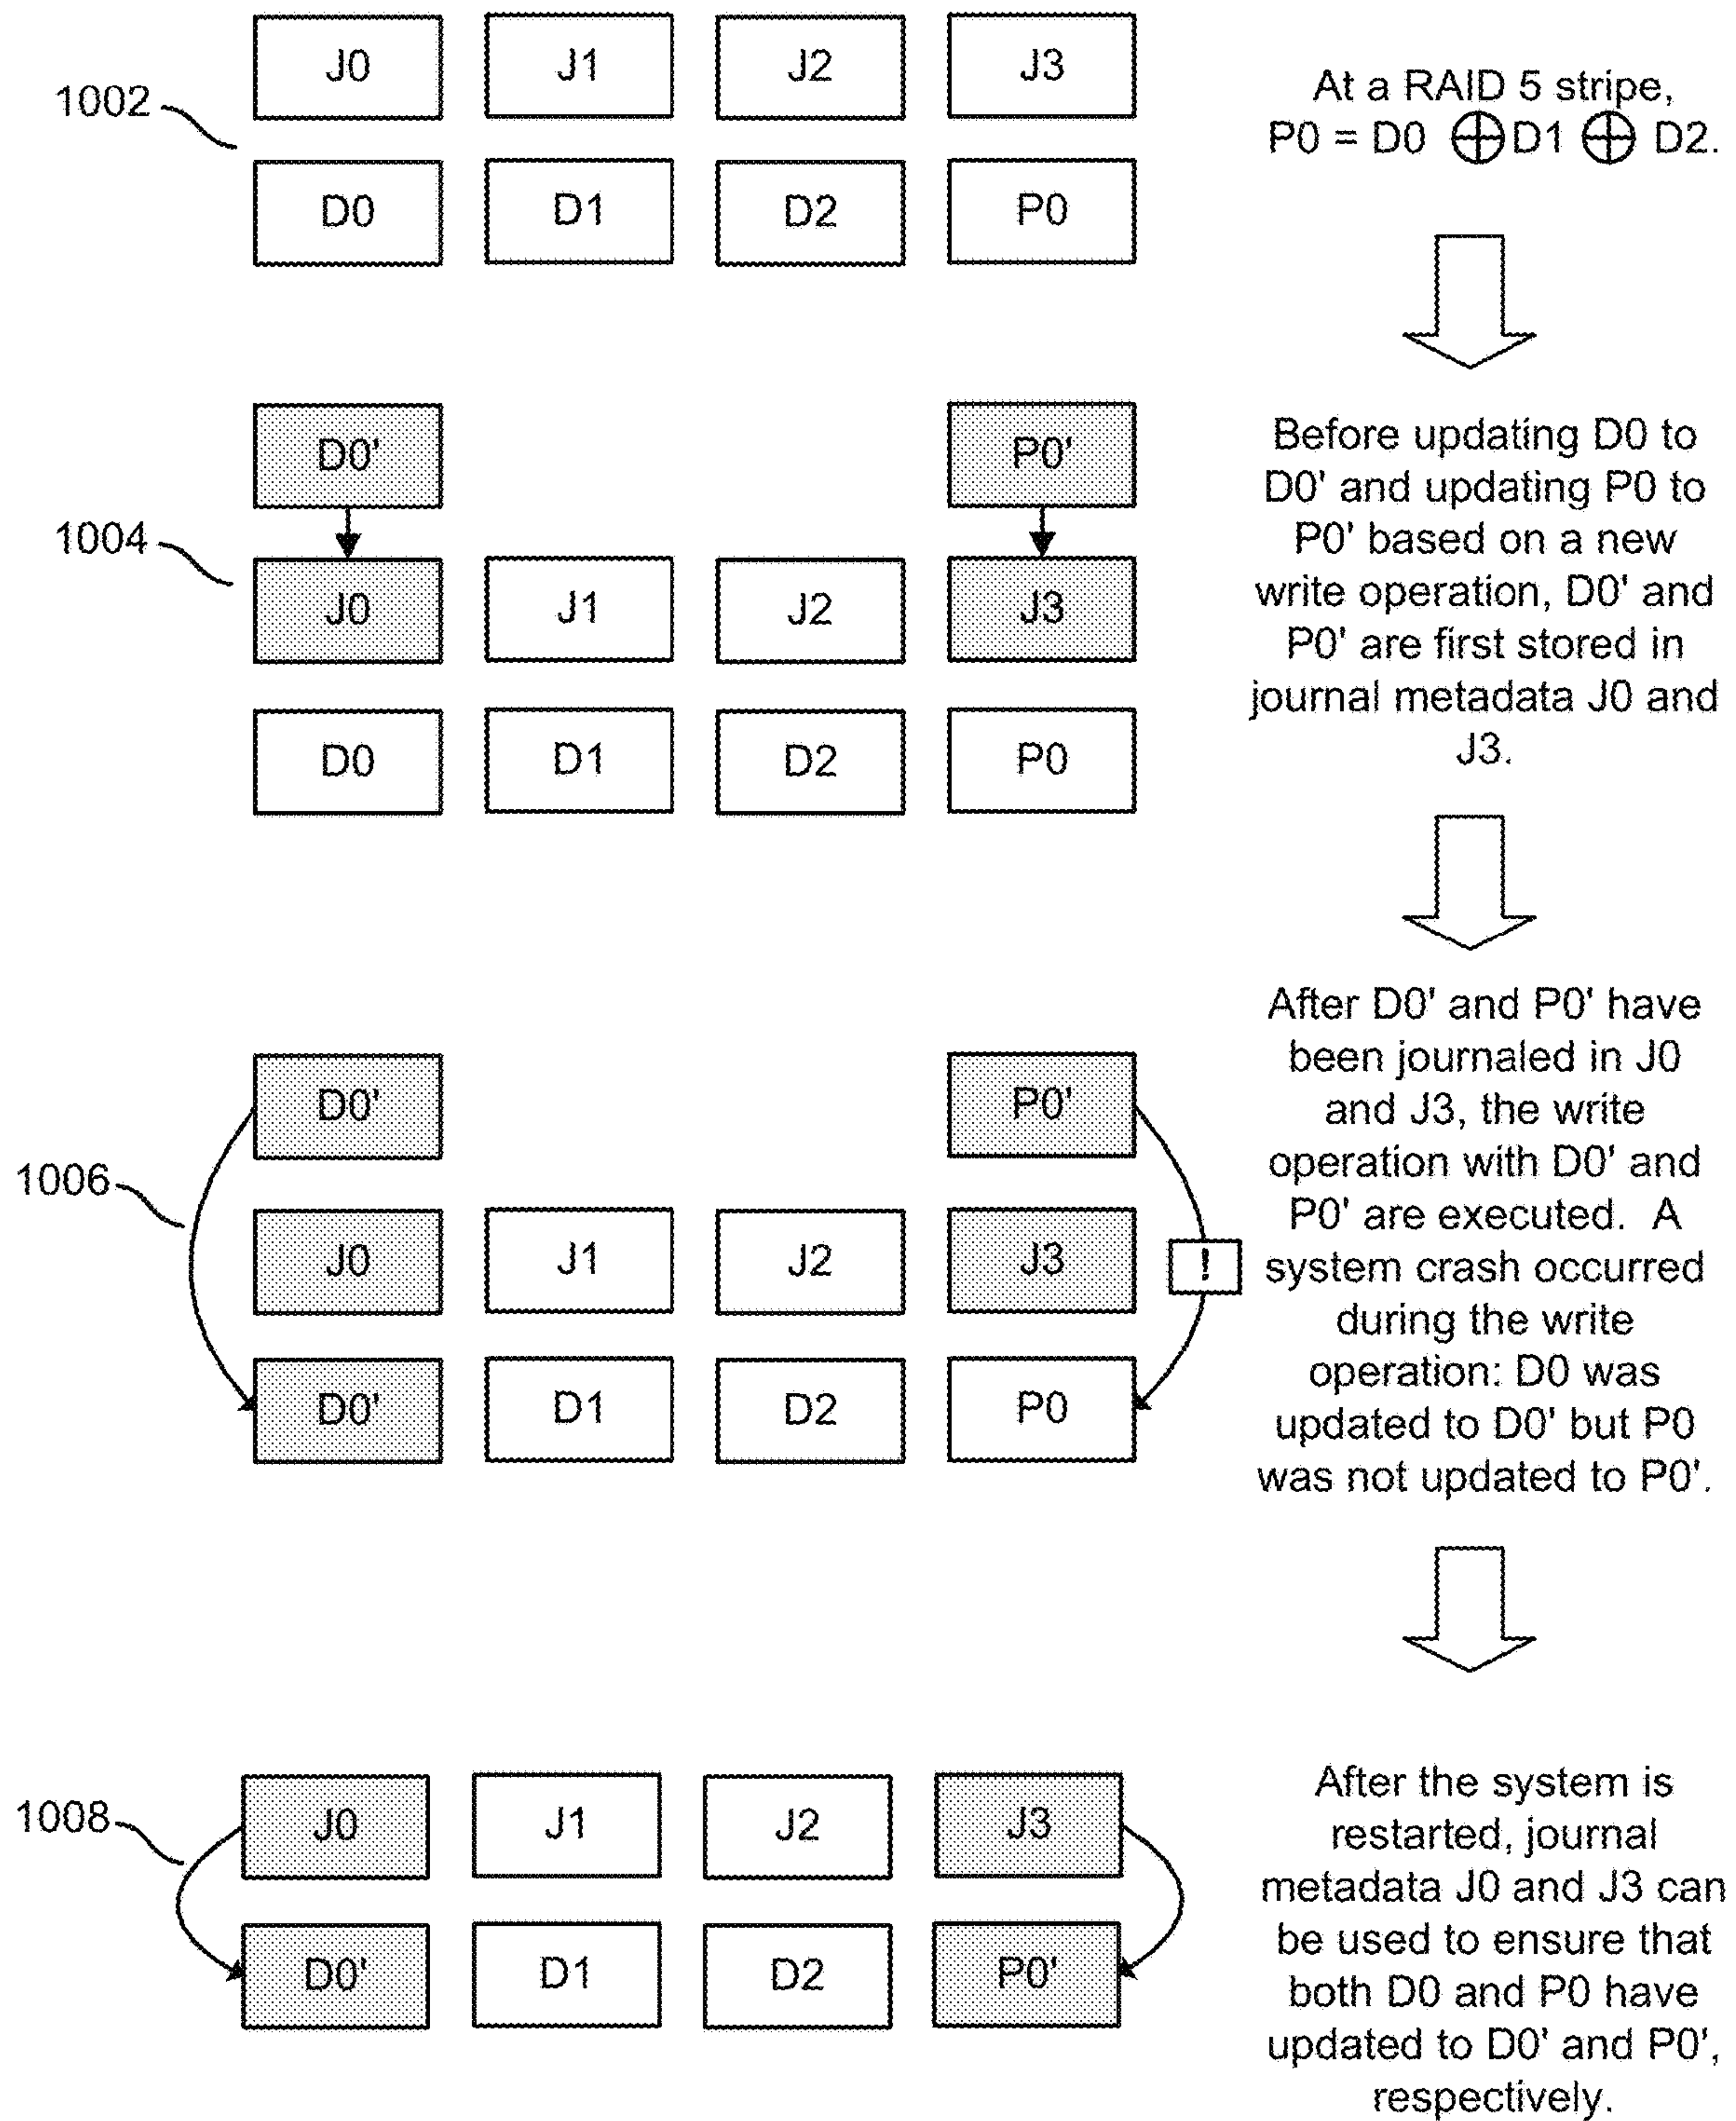 J0 J1 J2 J3
1002
D0 D1 D2 P0
At a RAID 5 stripe,
P0 = D0 ⊕ D1 ⊕ D2.
D0' P0'
1004
J0 J1 J2 J3
D0 D1 D2 P0
Before updating D0 to
D0' and updating P0 to
P0' based on a new
write operation, D0' and
P0' are first stored in
journal metadata J0 and
J3.
D0' P0'
1006
J0 J1 J2 J3
!
D0' D1 D2 P0
After D0' and P0' have
been journaled in J0
and J3, the write
operation with D0' and
P0' are executed. A
system crash occurred
during the write
operation: D0 was
updated to D0' but P0
was not updated to P0'.
1008
J0 J1 J2 J3
D0' D1 D2 P0'
After the system is
restarted, journal
metadata J0 and J3 can
be used to ensure that
both D0 and P0 have
updated to D0' and P0',
respectively.